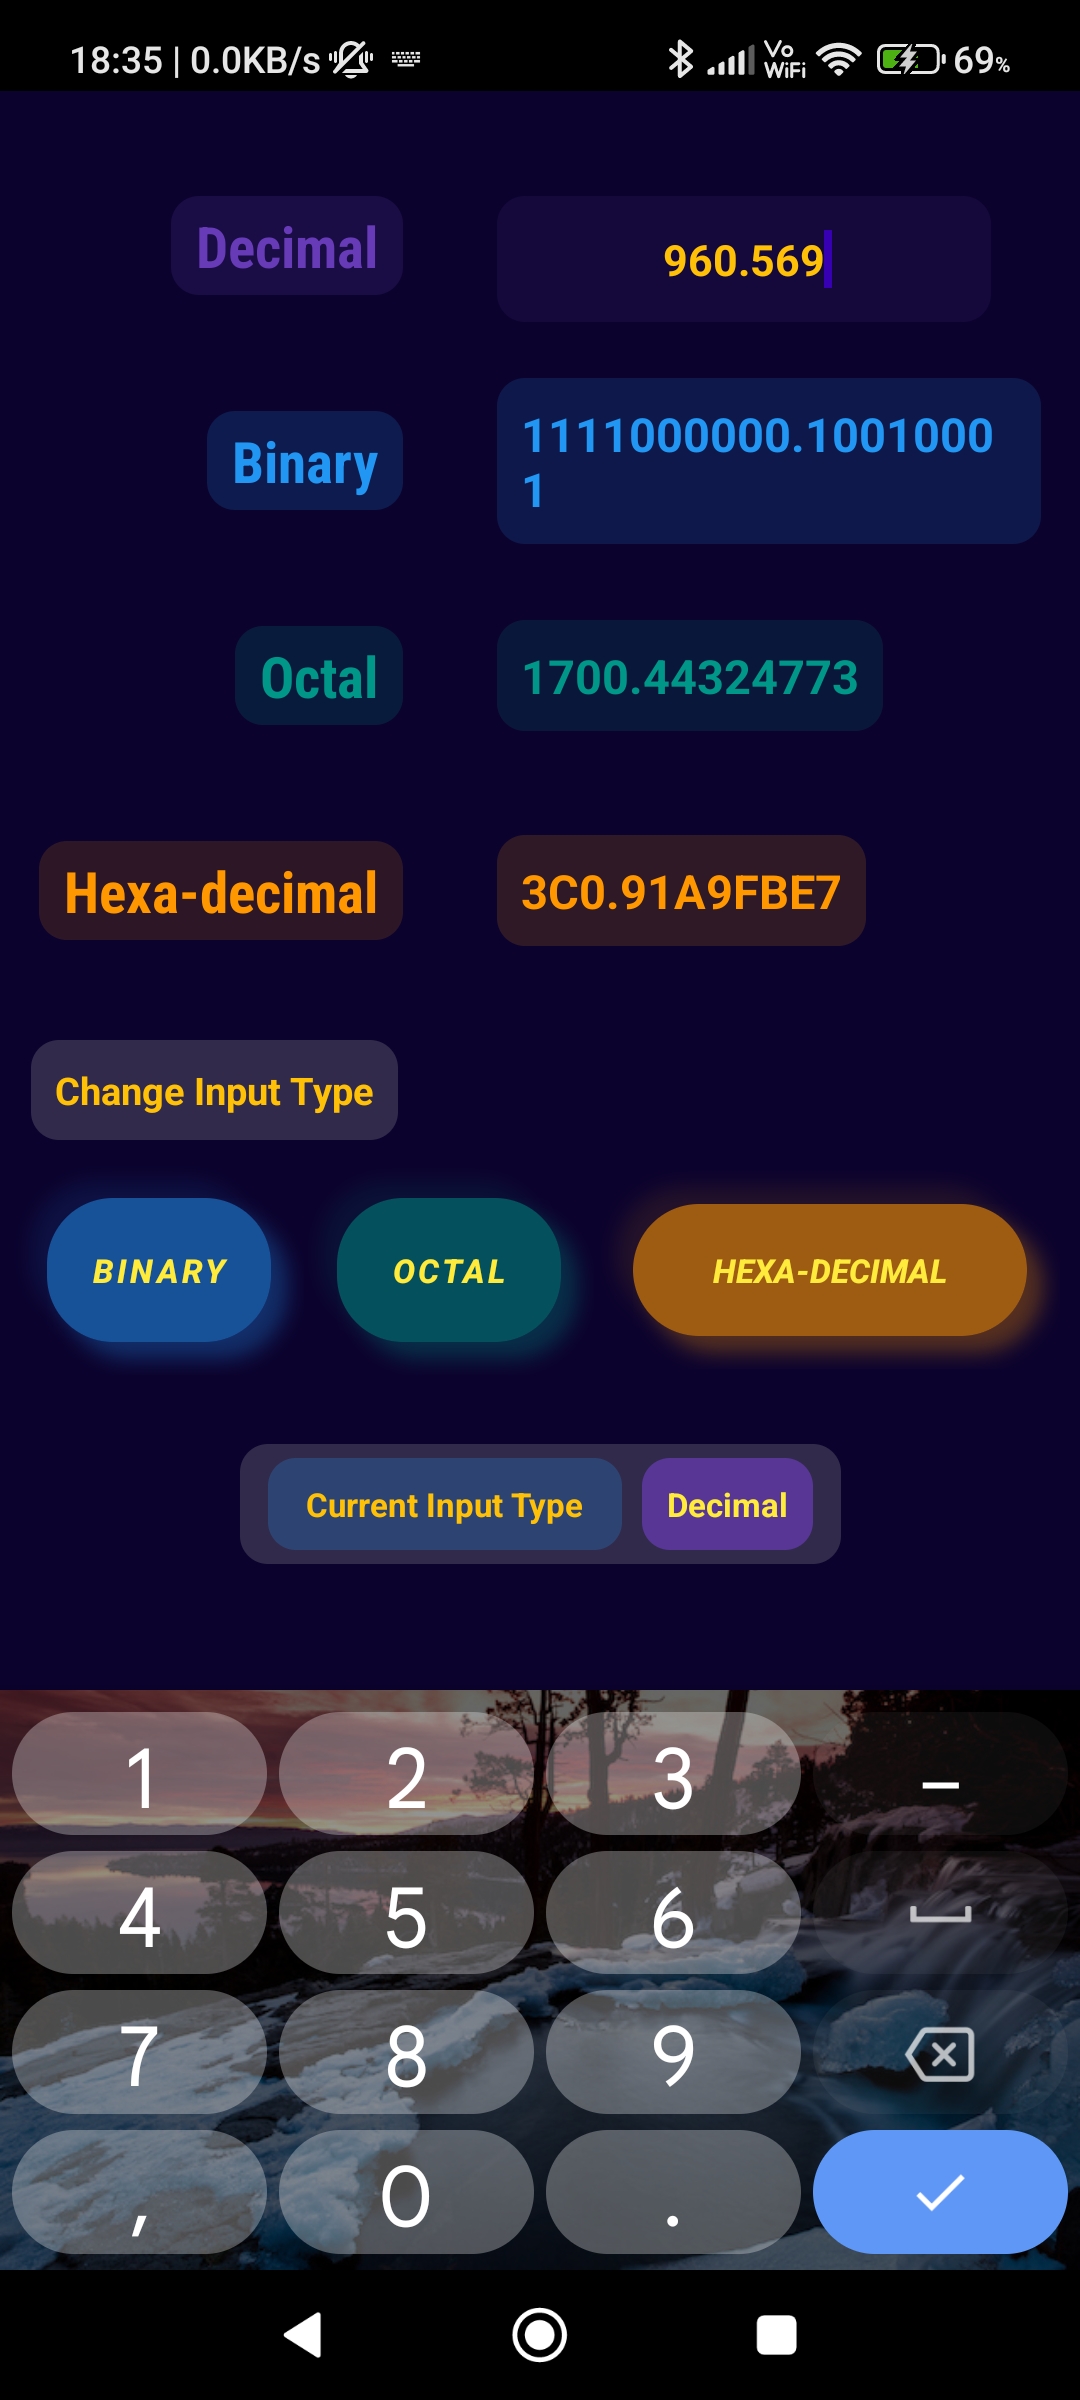 18:35 | 0.0KB/s Vo WiFi 69%
Decimal 960.569
Binary 1111000000.1001000
1
Octal 1700.44324773
Hexa-decimal 3C0.91A9FBE7
Change Input Type
BINARY OCTAL HEXA-DECIMAL
Current Input Type Decimal
1 2 3 –
4 5 6
7 8 9
, 0 .